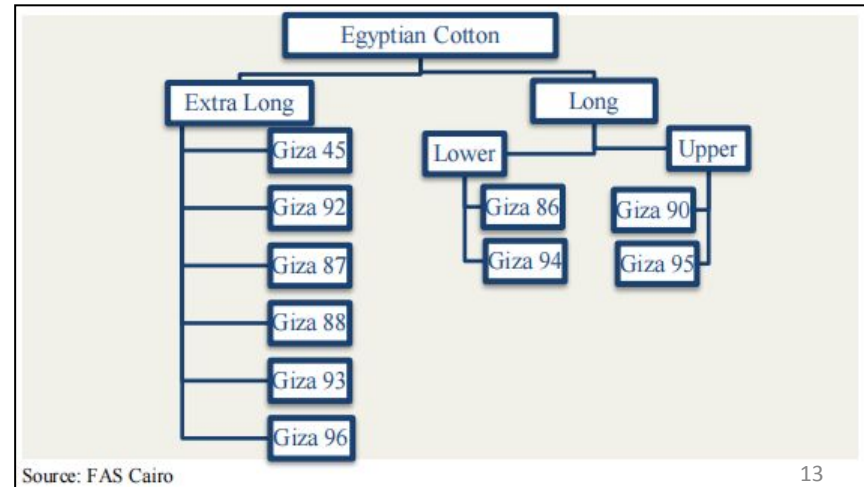 Egyptian Cotton
Extra Long
Giza 45
Giza 92
Giza 87
Giza 88
Giza 93
Giza 96
Long
Lower
Giza 86
Giza 94
Upper
Giza 90
Giza 95
Source: FAS Cairo
13